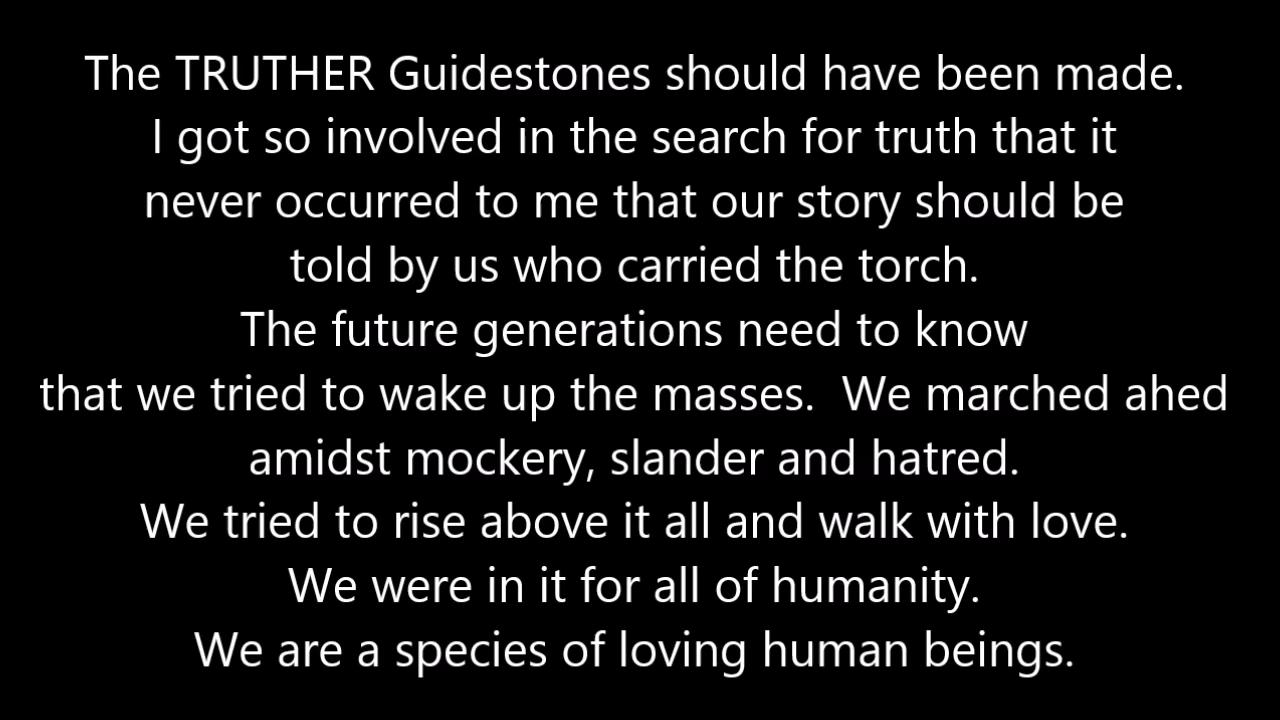 The TRUTHER Guidestones should have been made.
I got so involved in the search for truth that it
never occurred to me that our story should be
told by us who carried the torch.
The future generations need to know
that we tried to wake up the masses.  We marched ahed
amidst mockery, slander and hatred.
We tried to rise above it all and walk with love.
We were in it for all of humanity.
We are a species of loving human beings.